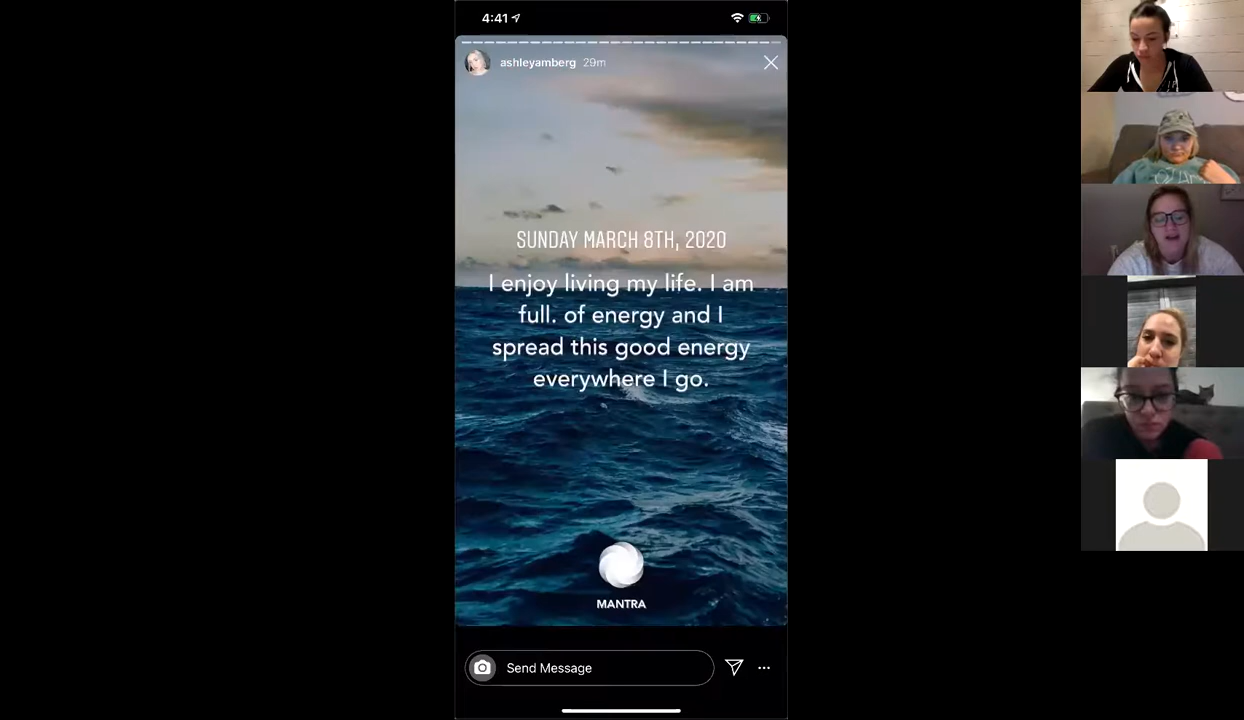 4:41
ashleyamberg 29m
SUNDAY MARCH 8TH, 2020
I enjoy living my life. I am
full. of energy and I
spread this good energy
everywhere I go.
MANTRA
Send Message